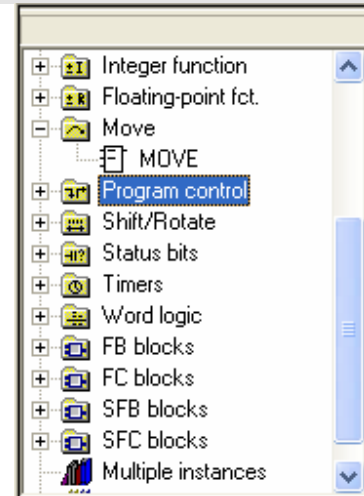 Integer function
Floating-point fct.
Move
MOVE
Program control
Shift/Rotate
Status bits
Timers
Word logic
FB blocks
FC blocks
SFB blocks
SFC blocks
Multiple instances